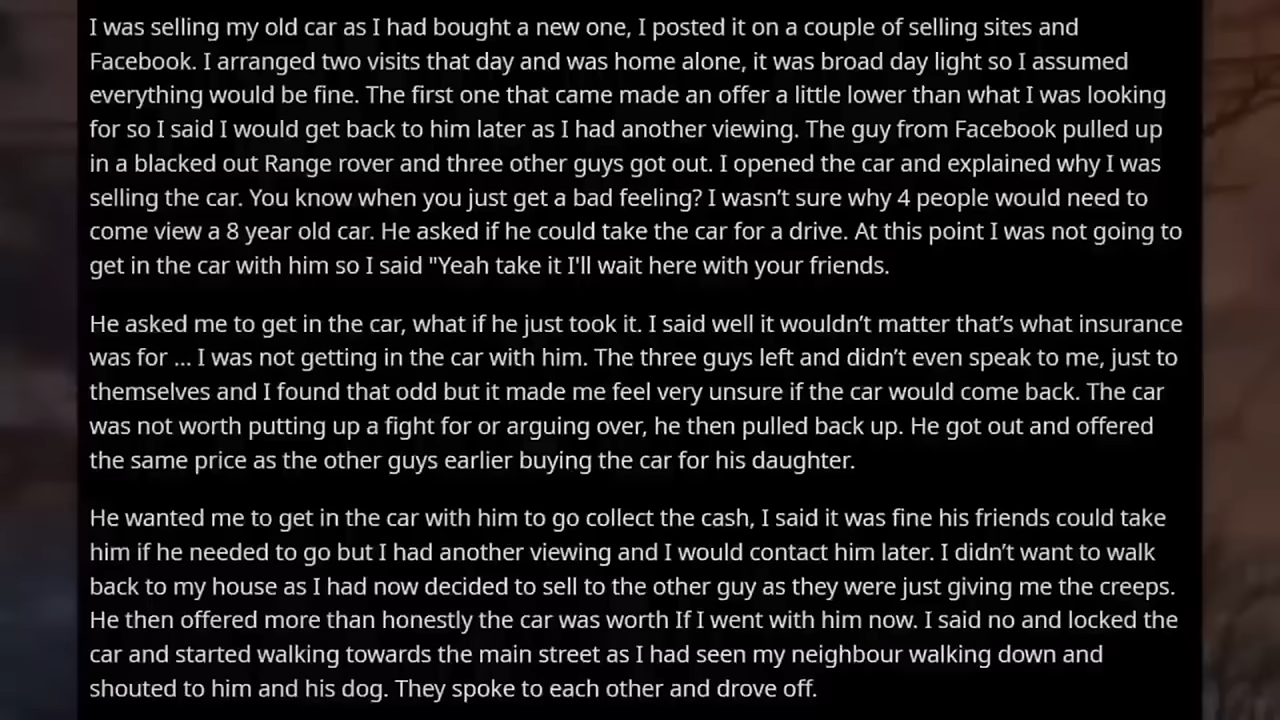 I was selling my old car as I had bought a new one, I posted it on a couple of selling sites and
Facebook. I arranged two visits that day and was home alone, it was broad day light so I assumed
everything would be fine. The first one that came made an offer a little lower than what I was looking
for so I said I would get back to him later as I had another viewing. The guy from Facebook pulled up
in a blacked out Range rover and three other guys got out. I opened the car and explained why I was
selling the car. You know when you just get a bad feeling? I wasn’t sure why 4 people would need to
come view a 8 year old car. He asked if he could take the car for a drive. At this point I was not going to
get in the car with him so I said "Yeah take it I'll wait here with your friends.
He asked me to get in the car, what if he just took it. I said well it wouldn’t matter that’s what insurance
was for ... I was not getting in the car with him. The three guys left and didn’t even speak to me, just to
themselves and I found that odd but it made me feel very unsure if the car would come back. The car
was not worth putting up a fight for or arguing over, he then pulled back up. He got out and offered
the same price as the other guys earlier buying the car for his daughter.
He wanted me to get in the car with him to go collect the cash, I said it was fine his friends could take
him if he needed to go but I had another viewing and I would contact him later. I didn’t want to walk
back to my house as I had now decided to sell to the other guy as they were just giving me the creeps.
He then offered more than honestly the car was worth If I went with him now. I said no and locked the
car and started walking towards the main street as I had seen my neighbour walking down and
shouted to him and his dog. They spoke to each other and drove off.